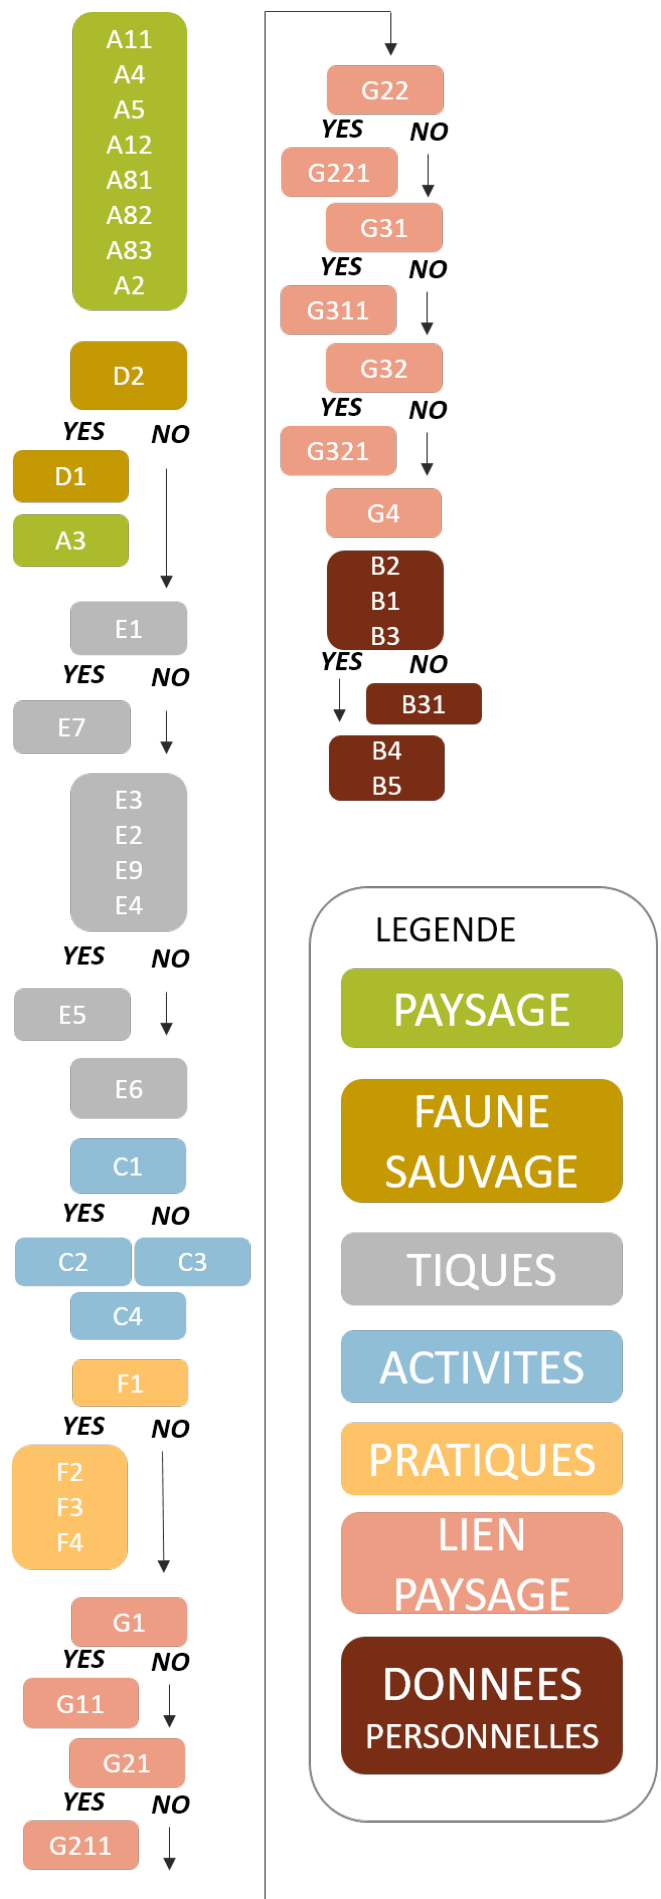 A11
A4
A5
A12
A81
A82
A83
A2
D2
YES NO
D1
A3
E1
YES NO
E7
E3
E2
E9
E4
YES NO
E5
E6
C1
YES NO
C2 C3
C4
F1
YES NO
F2
F3
F4
G1
YES NO
G11
G21
YES NO
G211
G22
YES NO
G221
G31
YES NO
G311
G32
YES NO
G321
G4
B2
B1
B3
YES NO
B31
B4
B5
LEGENDE
PAYSAGE
FAUNE
SAUVAGE
TIQUES
ACTIVITES
PRATIQUES
LIEN
PAYSAGE
DONNEES
PERSONNELLES